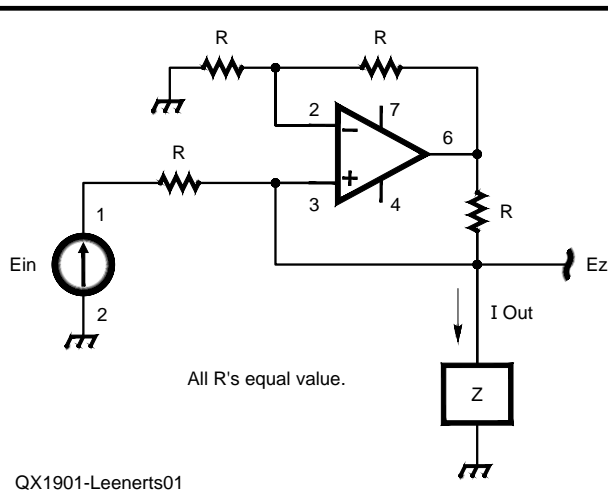 R
R
2
7
6
R
3
4
R
1
Ein
Ez
2
I Out
All R's equal value.
Z
QX1901-Leenerts01